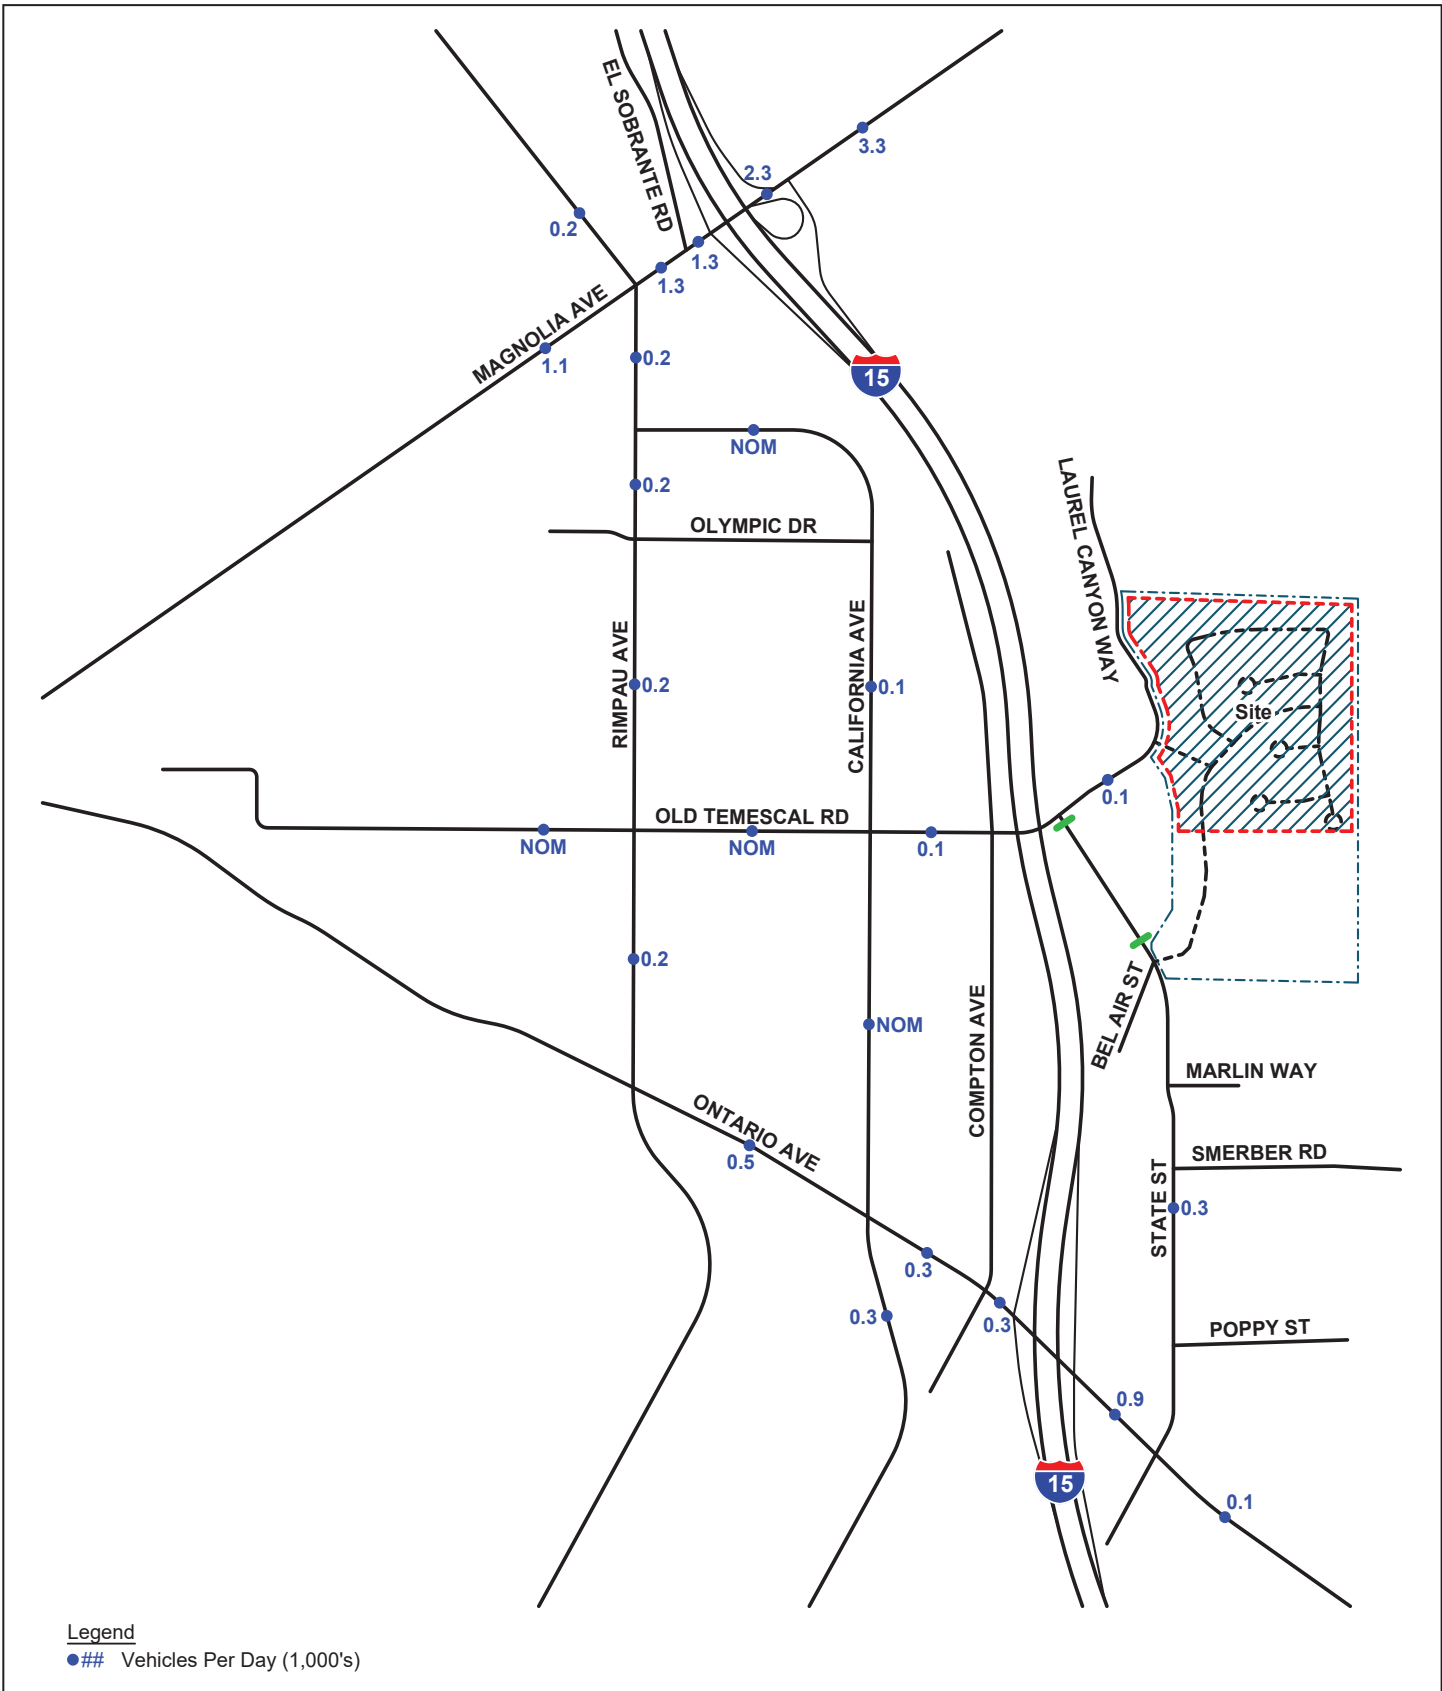 EL SOBRANTE RD
3.3
2.3
0.2
1.3
1.3
MAGNOLIA AVE
1.1
0.2
15
NOM
LAUREL CANYON WAY
0.2
OLYMPIC DR
RIMPAU AVE
CALIFORNIA AVE
0.2
0.1
Site
0.1
OLD TEMESCAL RD
NOM
NOM
0.1
0.2
BEL AIR ST
COMPTON AVE
NOM
MARLIN WAY
ONTARIO AVE
0.5
SMERBER RD
STATE ST
0.3
0.3
0.3
0.3
POPPY ST
0.9
15
0.1
Legend
## Vehicles Per Day (1,000's)